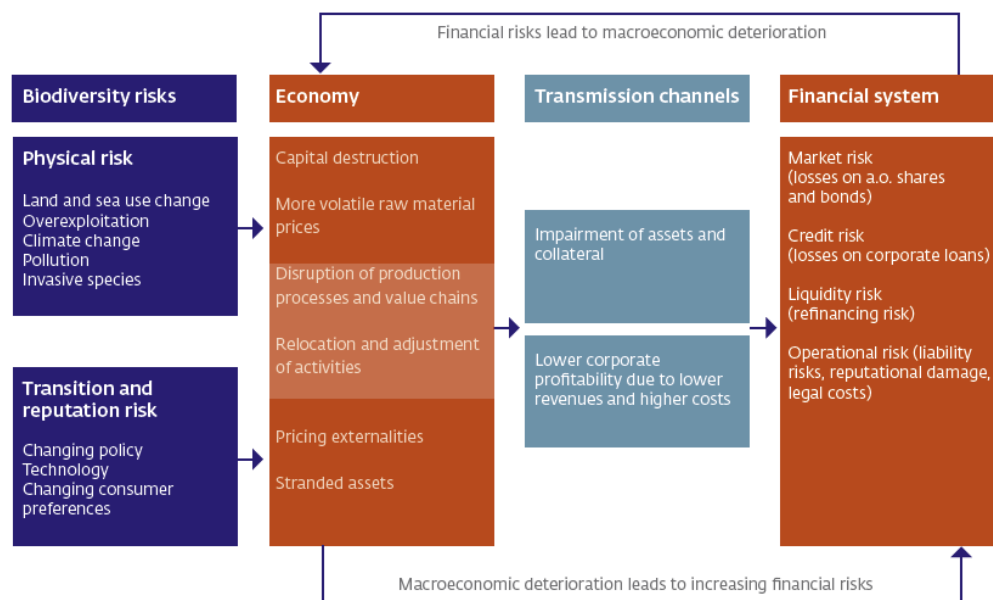 Financial risks lead to macroeconomic deterioration
Biodiversity risks
Economy
Transmission channels
Financial system
Physical risk
Land and sea use change
Overexploitation
Climate change
Pollution
Invasive species
Transition and
reputation risk
Changing policy
Technology
Changing consumer
preferences
Capital destruction
More volatile raw material
prices
Disruption of production
processes and value chains
Relocation and adjustment
of activities
Pricing externalities
Stranded assets
Impairment of assets and
collateral
Lower corporate
profitability due to lower
revenues and higher costs
Market risk
(losses on a.o. shares
and bonds)
Credit risk
(losses on corporate loans)
Liquidity risk
(refinancing risk)
Operational risk (liability
risks, reputational damage,
legal costs)
Macroeconomic deterioration leads to increasing financial risks